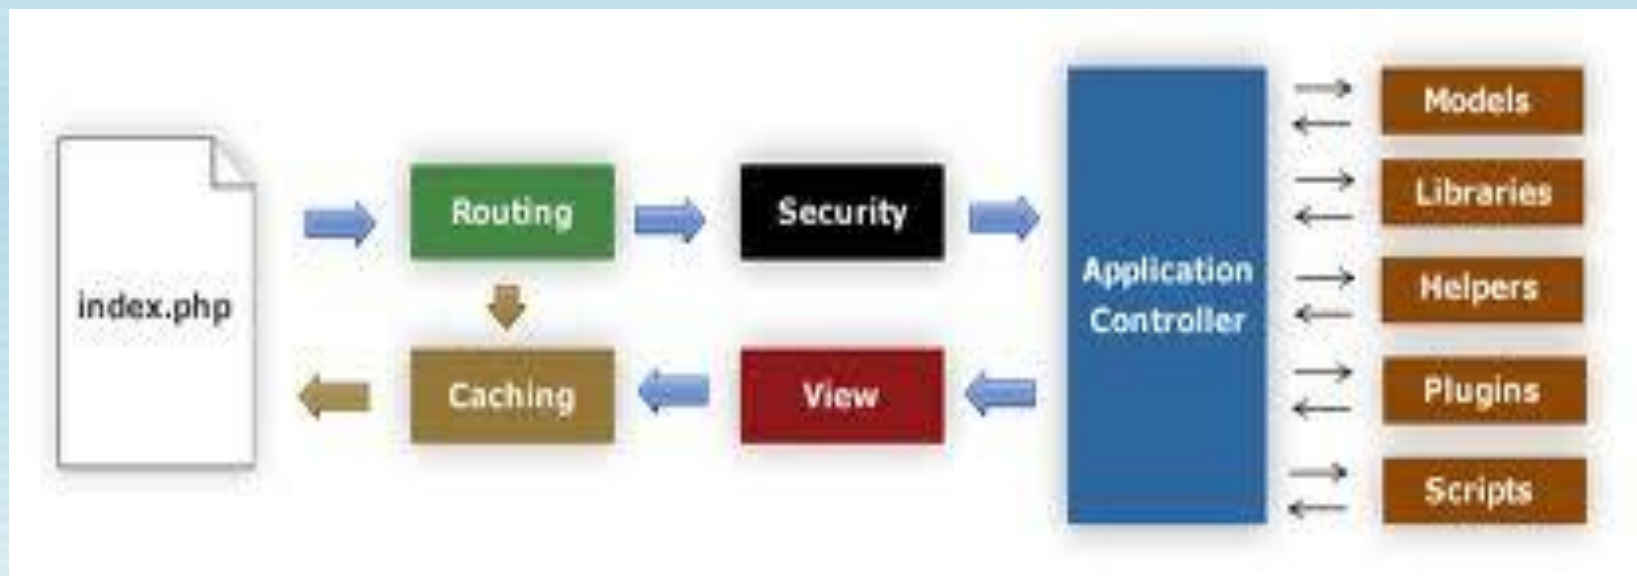 index.php
Routing
Security
Caching
View
Application
Controller
Models
Libraries
Helpers
Plugins
Scripts